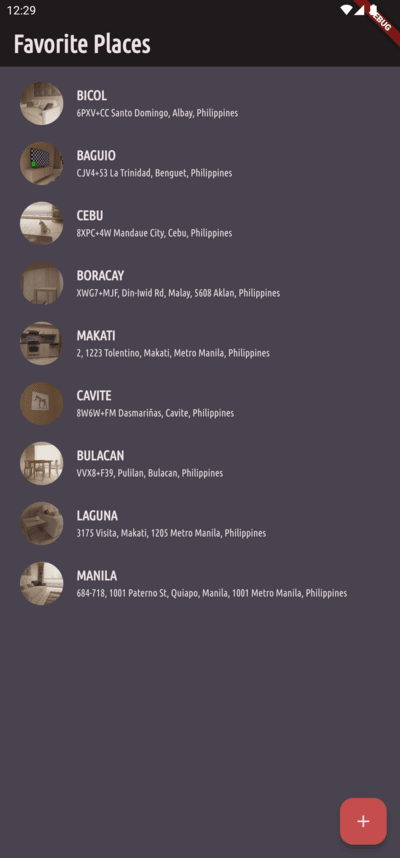 12:29
DEBUG
Favorite Places
BICOL
6PXV+CC Santo Domingo, Albay, Philippines
BAGUIO
CJV4+53 La Trinidad, Benguet, Philippines
CEBU
8XPC+4W Mandaue City, Cebu, Philippines
BORACAY
XWG7+MJF, Din-Iwid Rd, Malay, 5608 Aklan, Philippines
MAKATI
2, 1223 Tolentino, Makati, Metro Manila, Philippines
CAVITE
8W6W+FM Dasmariñas, Cavite, Philippines
BULACAN
VVX8+F39, Pulilan, Bulacan, Philippines
LAGUNA
3175 Visita, Makati, 1205 Metro Manila, Philippines
MANILA
684-718, 1001 Paterno St, Quiapo, Manila, 1001 Metro Manila, Philippines
+